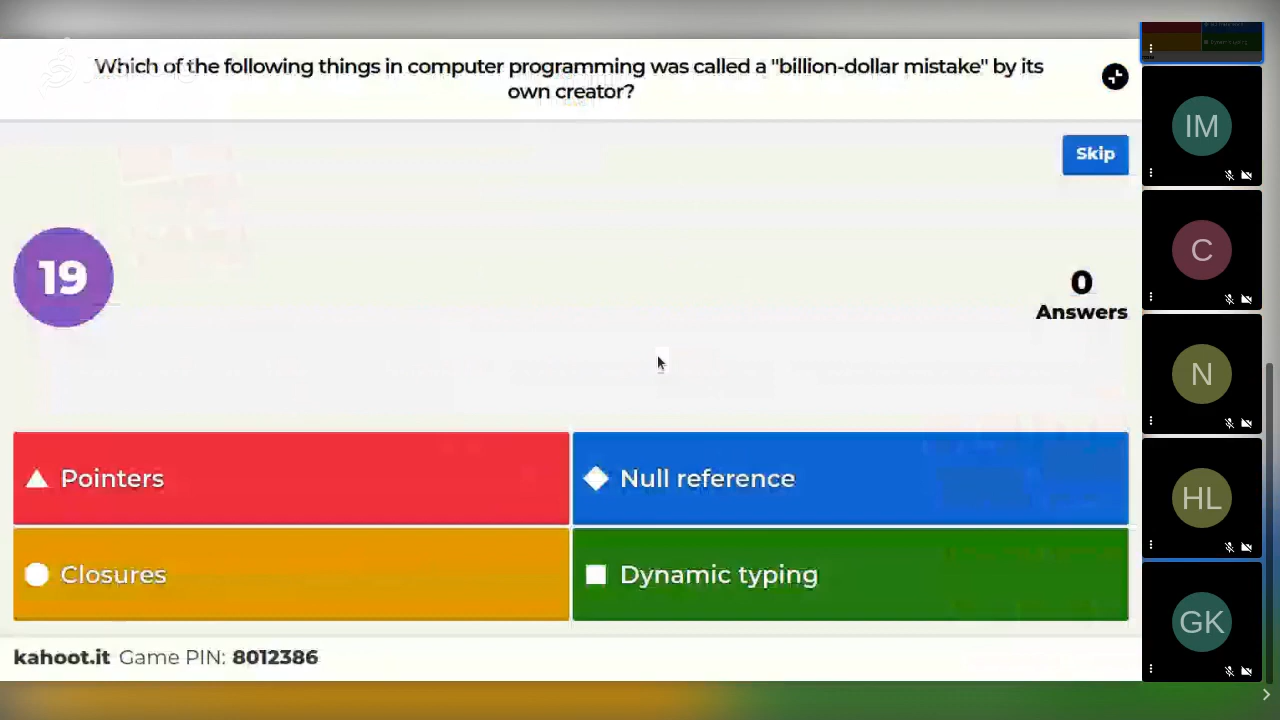 Which of the following things in computer programming was called a "billion-dollar mistake" by its
own creator?
Skip
19
0
Answers
Pointers
Null reference
Closures
Dynamic typing
kahoot.it Game PIN: 8012386
IM
C
N
HL
GK